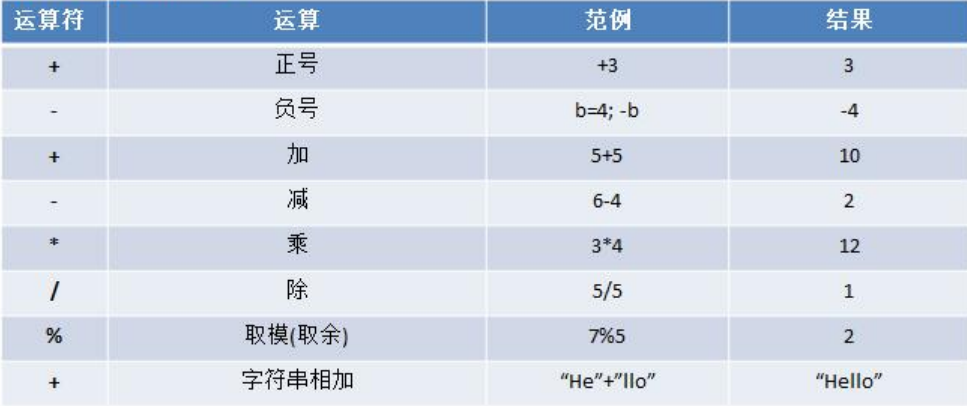 运算符 运算 范例 结果
+ 正号 +3 3
- 负号 b=4; -b -4
+ 加 5+5 10
- 减 6-4 2
* 乘 3*4 12
/ 除 5/5 1
% 取模(取余) 7%5 2
+ 字符串相加 “He”+”llo” “Hello”